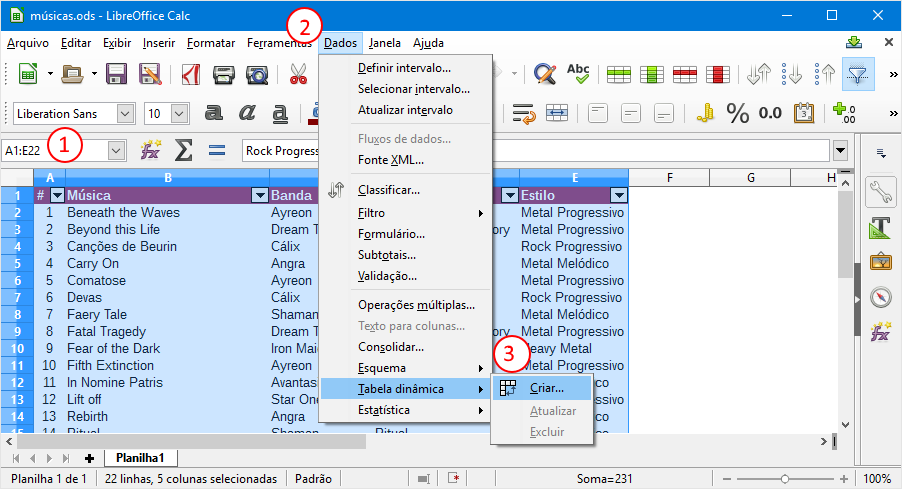 músicas.ods - LibreOffice Calc
2
Arquivo Editar Exibir Inserir Formatar Ferramentas Dados Janela Ajuda
Definir intervalo...
Selecionar intervalo...
Atualizar intervalo
Fluxos de dados...
Fonte XML...
Classificar...
Filtro
Formulário...
Subtotais...
Validação...
Operações múltiplas...
Texto para colunas...
Consolidar...
Esquema
Tabela dinâmica
Estatística
3
Criar...
Atualizar
Excluir
Abc
Liberation Sans 10 a a a % 0.0 +.0 00
1
A1:E22 fx Σ = Rock Progress
A B E F G H
1 # Música Banda Estilo
2 1 Beneath the Waves Ayreon Metal Progressivo
3 2 Beyond this Life Dream T ory Metal Progressivo
4 3 Canções de Beurin Cálix Rock Progressivo
5 4 Carry On Angra Metal Melódico
6 5 Comatose Ayreon Metal Progressivo
7 6 Devas Cálix Rock Progressivo
8 7 Faery Tale Shaman Metal Melódico
9 8 Fatal Tragedy Dream T ory Metal Progressivo
10 9 Fear of the Dark Iron Mai Heavy Metal
11 10 Fifth Extinction Ayreon Metal Progressivo
12 11 In Nomine Patris Avantas
13 12 Lift off Star One
14 13 Rebirth Angra
15 14 Ritual Shaman Ritual
Planilha1
Planilha 1 de 1 22 linhas, 5 colunas selecionadas Padrão Soma=231 100%